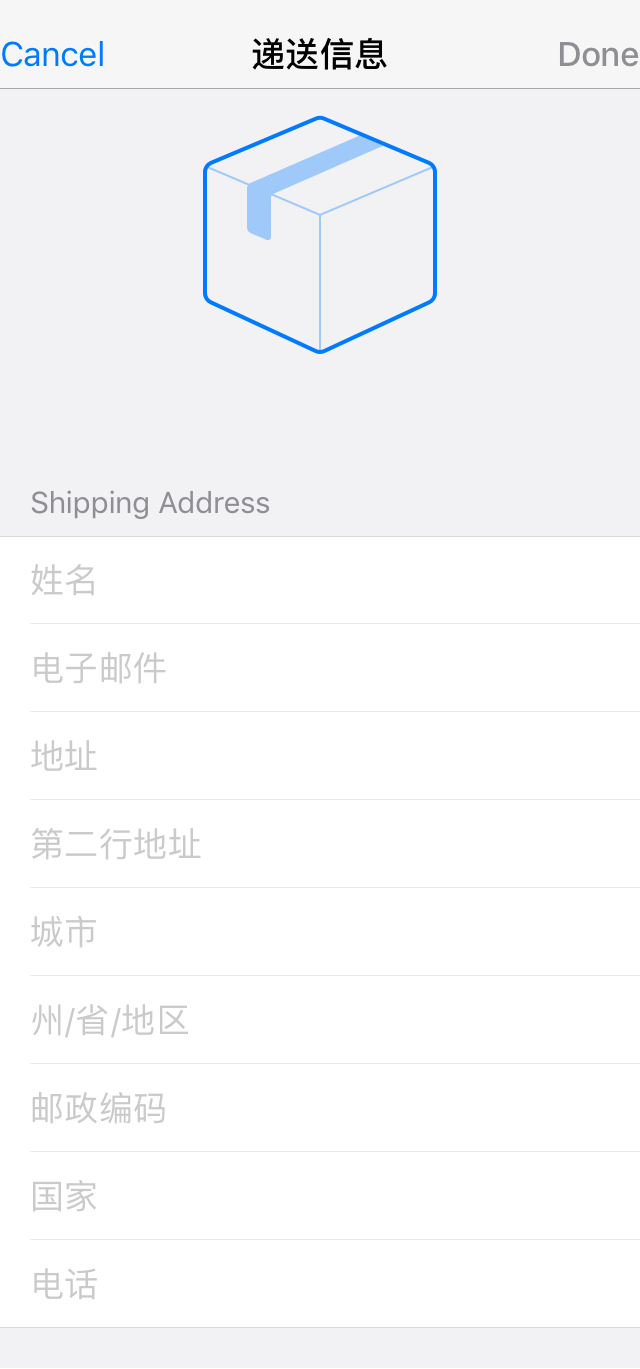 Cancel
递送信息
Done
Shipping Address
姓名
电子邮件
地址
第二行地址
城市
州/省/地区
邮政编码
国家
电话